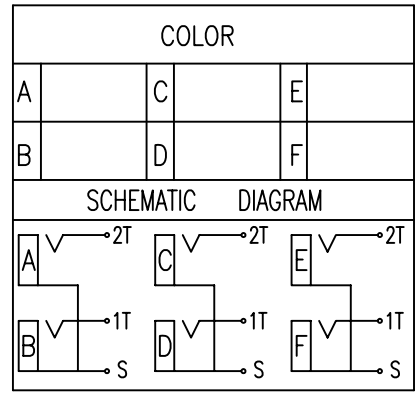 COLOR
A C E
B D F
SCHEMATIC DIAGRAM
2T 2T 2T
A C E
1T 1T 1T
B D F
S S S